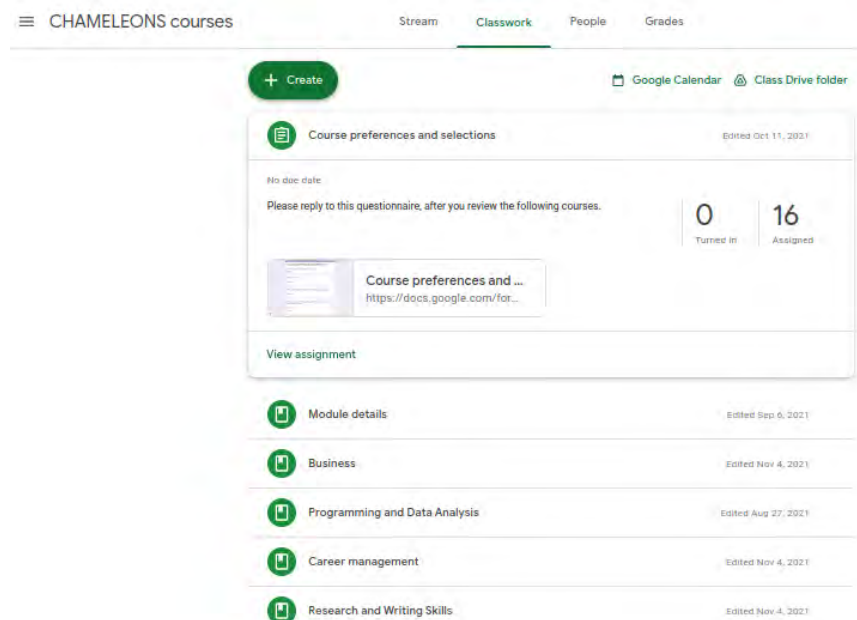 CHAMELEONS courses
Stream Classwork People Grades
+ Create
Google Calendar Class Drive folder
Course preferences and selections Edited Oct 11, 2021
No due date
Please reply to this questionnaire, after you review the following courses.
0 16
Turned in Assigned
Course preferences and ...
https://docs.google.com/for...
View assignment
Module details Edited Sep 6, 2021
Business Edited Nov 4, 2021
Programming and Data Analysis Edited Aug 27, 2021
Career management Edited Nov 4, 2021
Research and Writing Skills Edited Nov 4, 2021